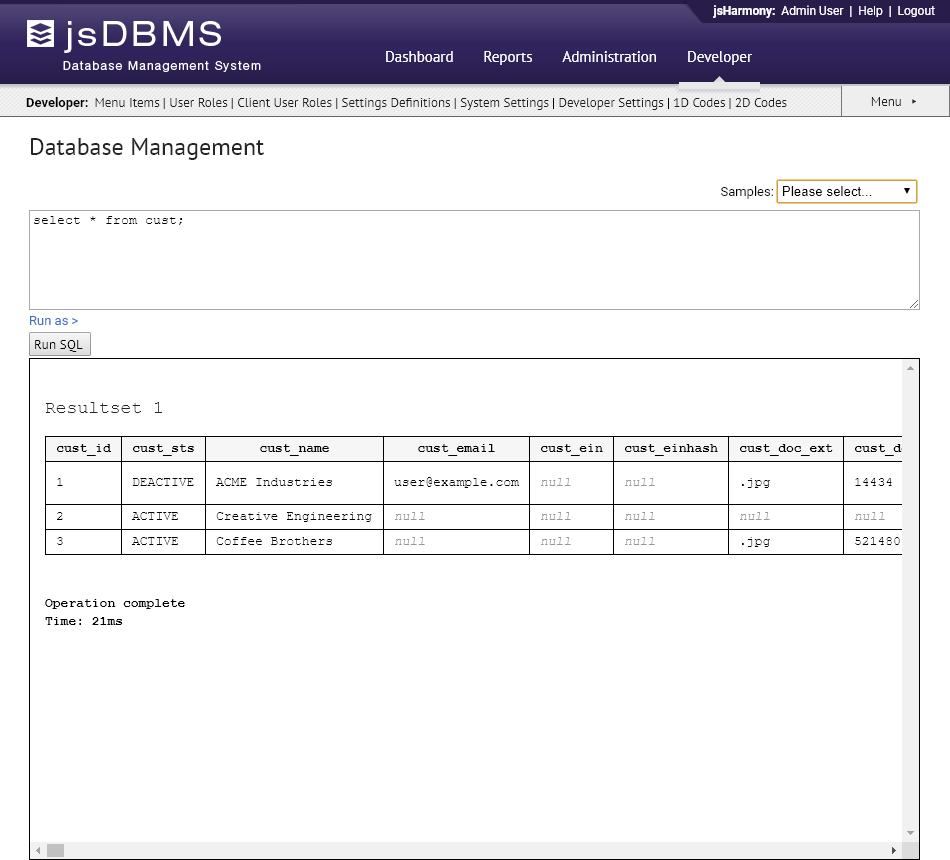 jsHarmony: Admin User | Help | Logout
jsDBMS
Database Management System
Dashboard Reports Administration Developer
Developer: Menu Items | User Roles | Client User Roles | Settings Definitions | System Settings | Developer Settings | 1D Codes | 2D Codes Menu
Database Management
Samples: Please select...
select * from cust;
Run as >
Run SQL
Resultset 1
cust_id cust_sts cust_name cust_email cust_ein cust_einhash cust_doc_ext cust_d
1 DEACTIVE ACME Industries user@example.com null null .jpg 14434
2 ACTIVE Creative Engineering null null null null null
3 ACTIVE Coffee Brothers null null null .jpg 521480
Operation complete
Time: 21ms